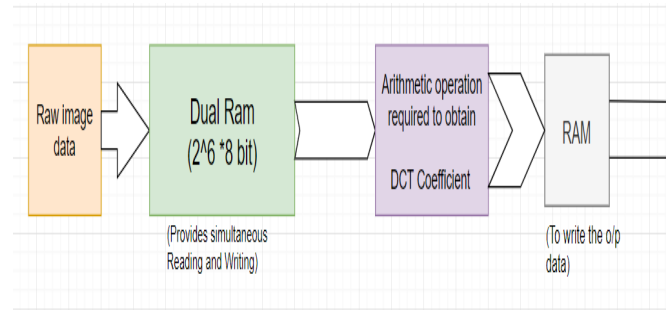 Raw image
data
Dual Ram
(2^6 *8 bit)
(Provides simultaneous
Reading and Writing)
Arithmetic operation
required to obtain
DCT Coefficient
RAM
(To write the o/p
data)